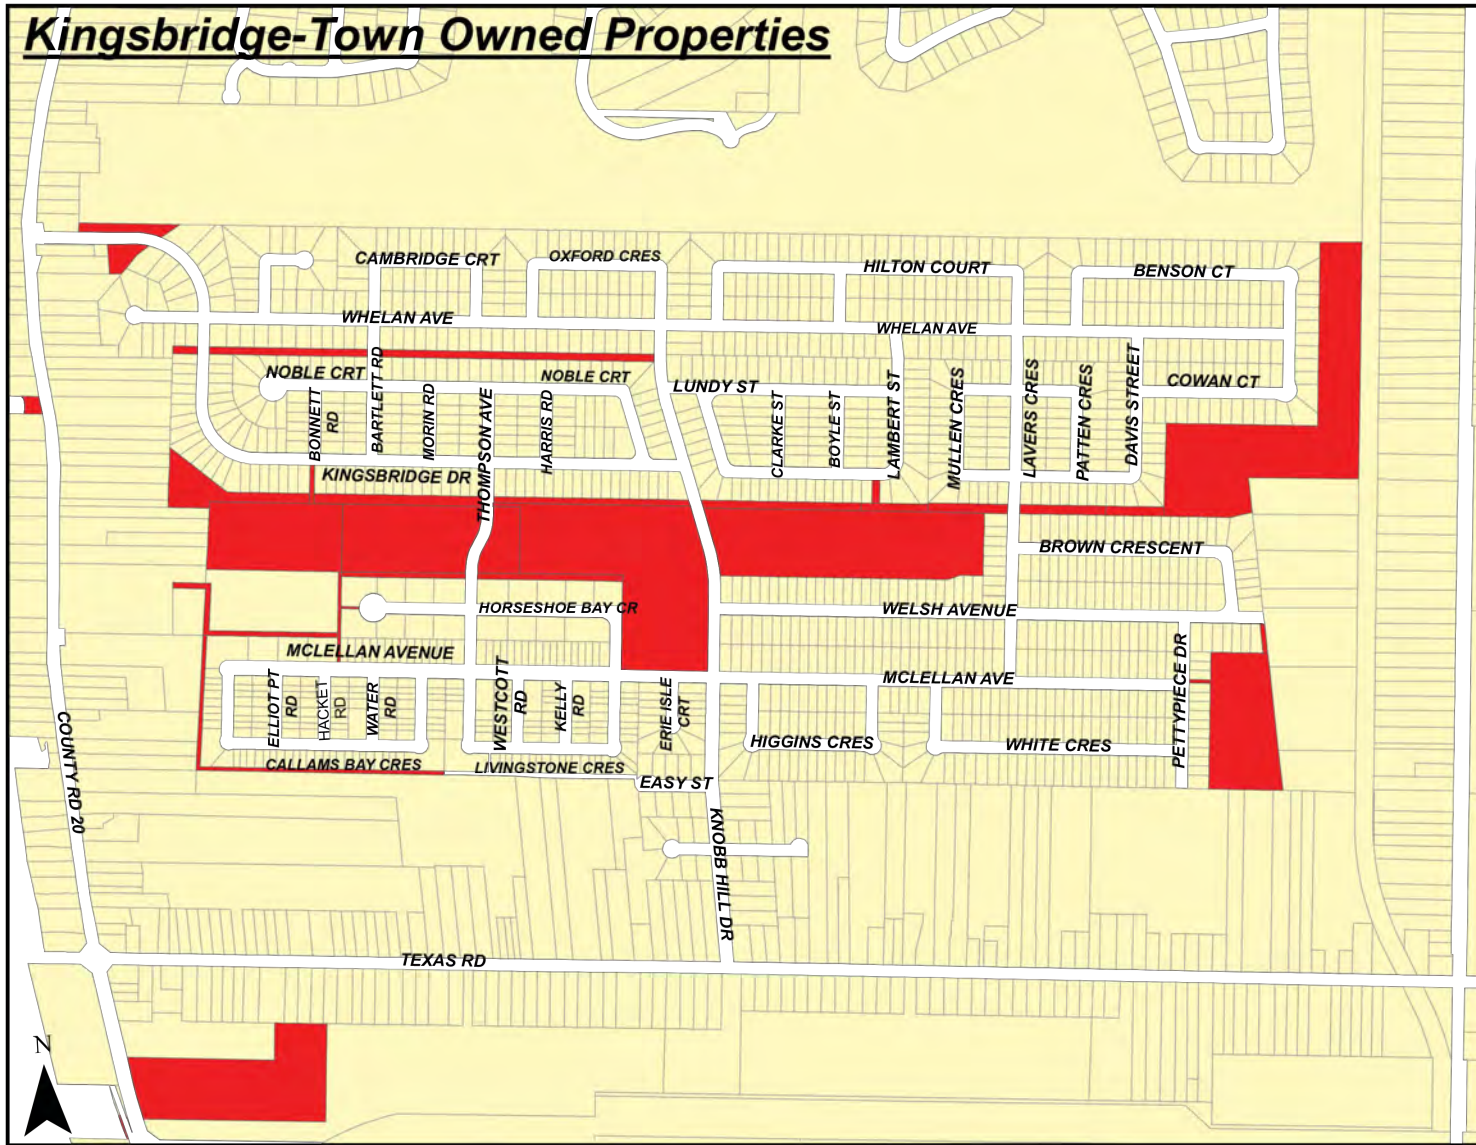 Kingsbridge-Town Owned Properties
CAMBRIDGE CRT
OXFORD CRES
HILTON COURT
BENSON CT
WHELAN AVE
WHELAN AVE
NOBLE CRT
BARTLETT RD
NOBLE CRT
LUNDY ST
COWAN CT
BONNETT
RD
MORIN RD
THOMPSON AVE
HARRIS RD
CLARKE ST
BOYLE ST
LAMBERT ST
MULLEN CRES
LAVERS CRES
PATTEN CRES
DAVIS STREET
KINGSBRIDGE DR
BROWN CRESCENT
HORSESHOE BAY CR
WELSH AVENUE
MCLELLAN AVENUE
MCLELLAN AVE
ELLIOT PT
RD
HACKET
RD
WATER
RD
WESTCOTT
RD
KELLY
RD
ERIE ISLE
CRT
PETTYPIECE DR
HIGGINS CRES
WHITE CRES
CALLAMS BAY CRES
LIVINGSTONE CRES
EASY ST
COUNTY RD 20
KNOBB HILL DR
TEXAS RD
N